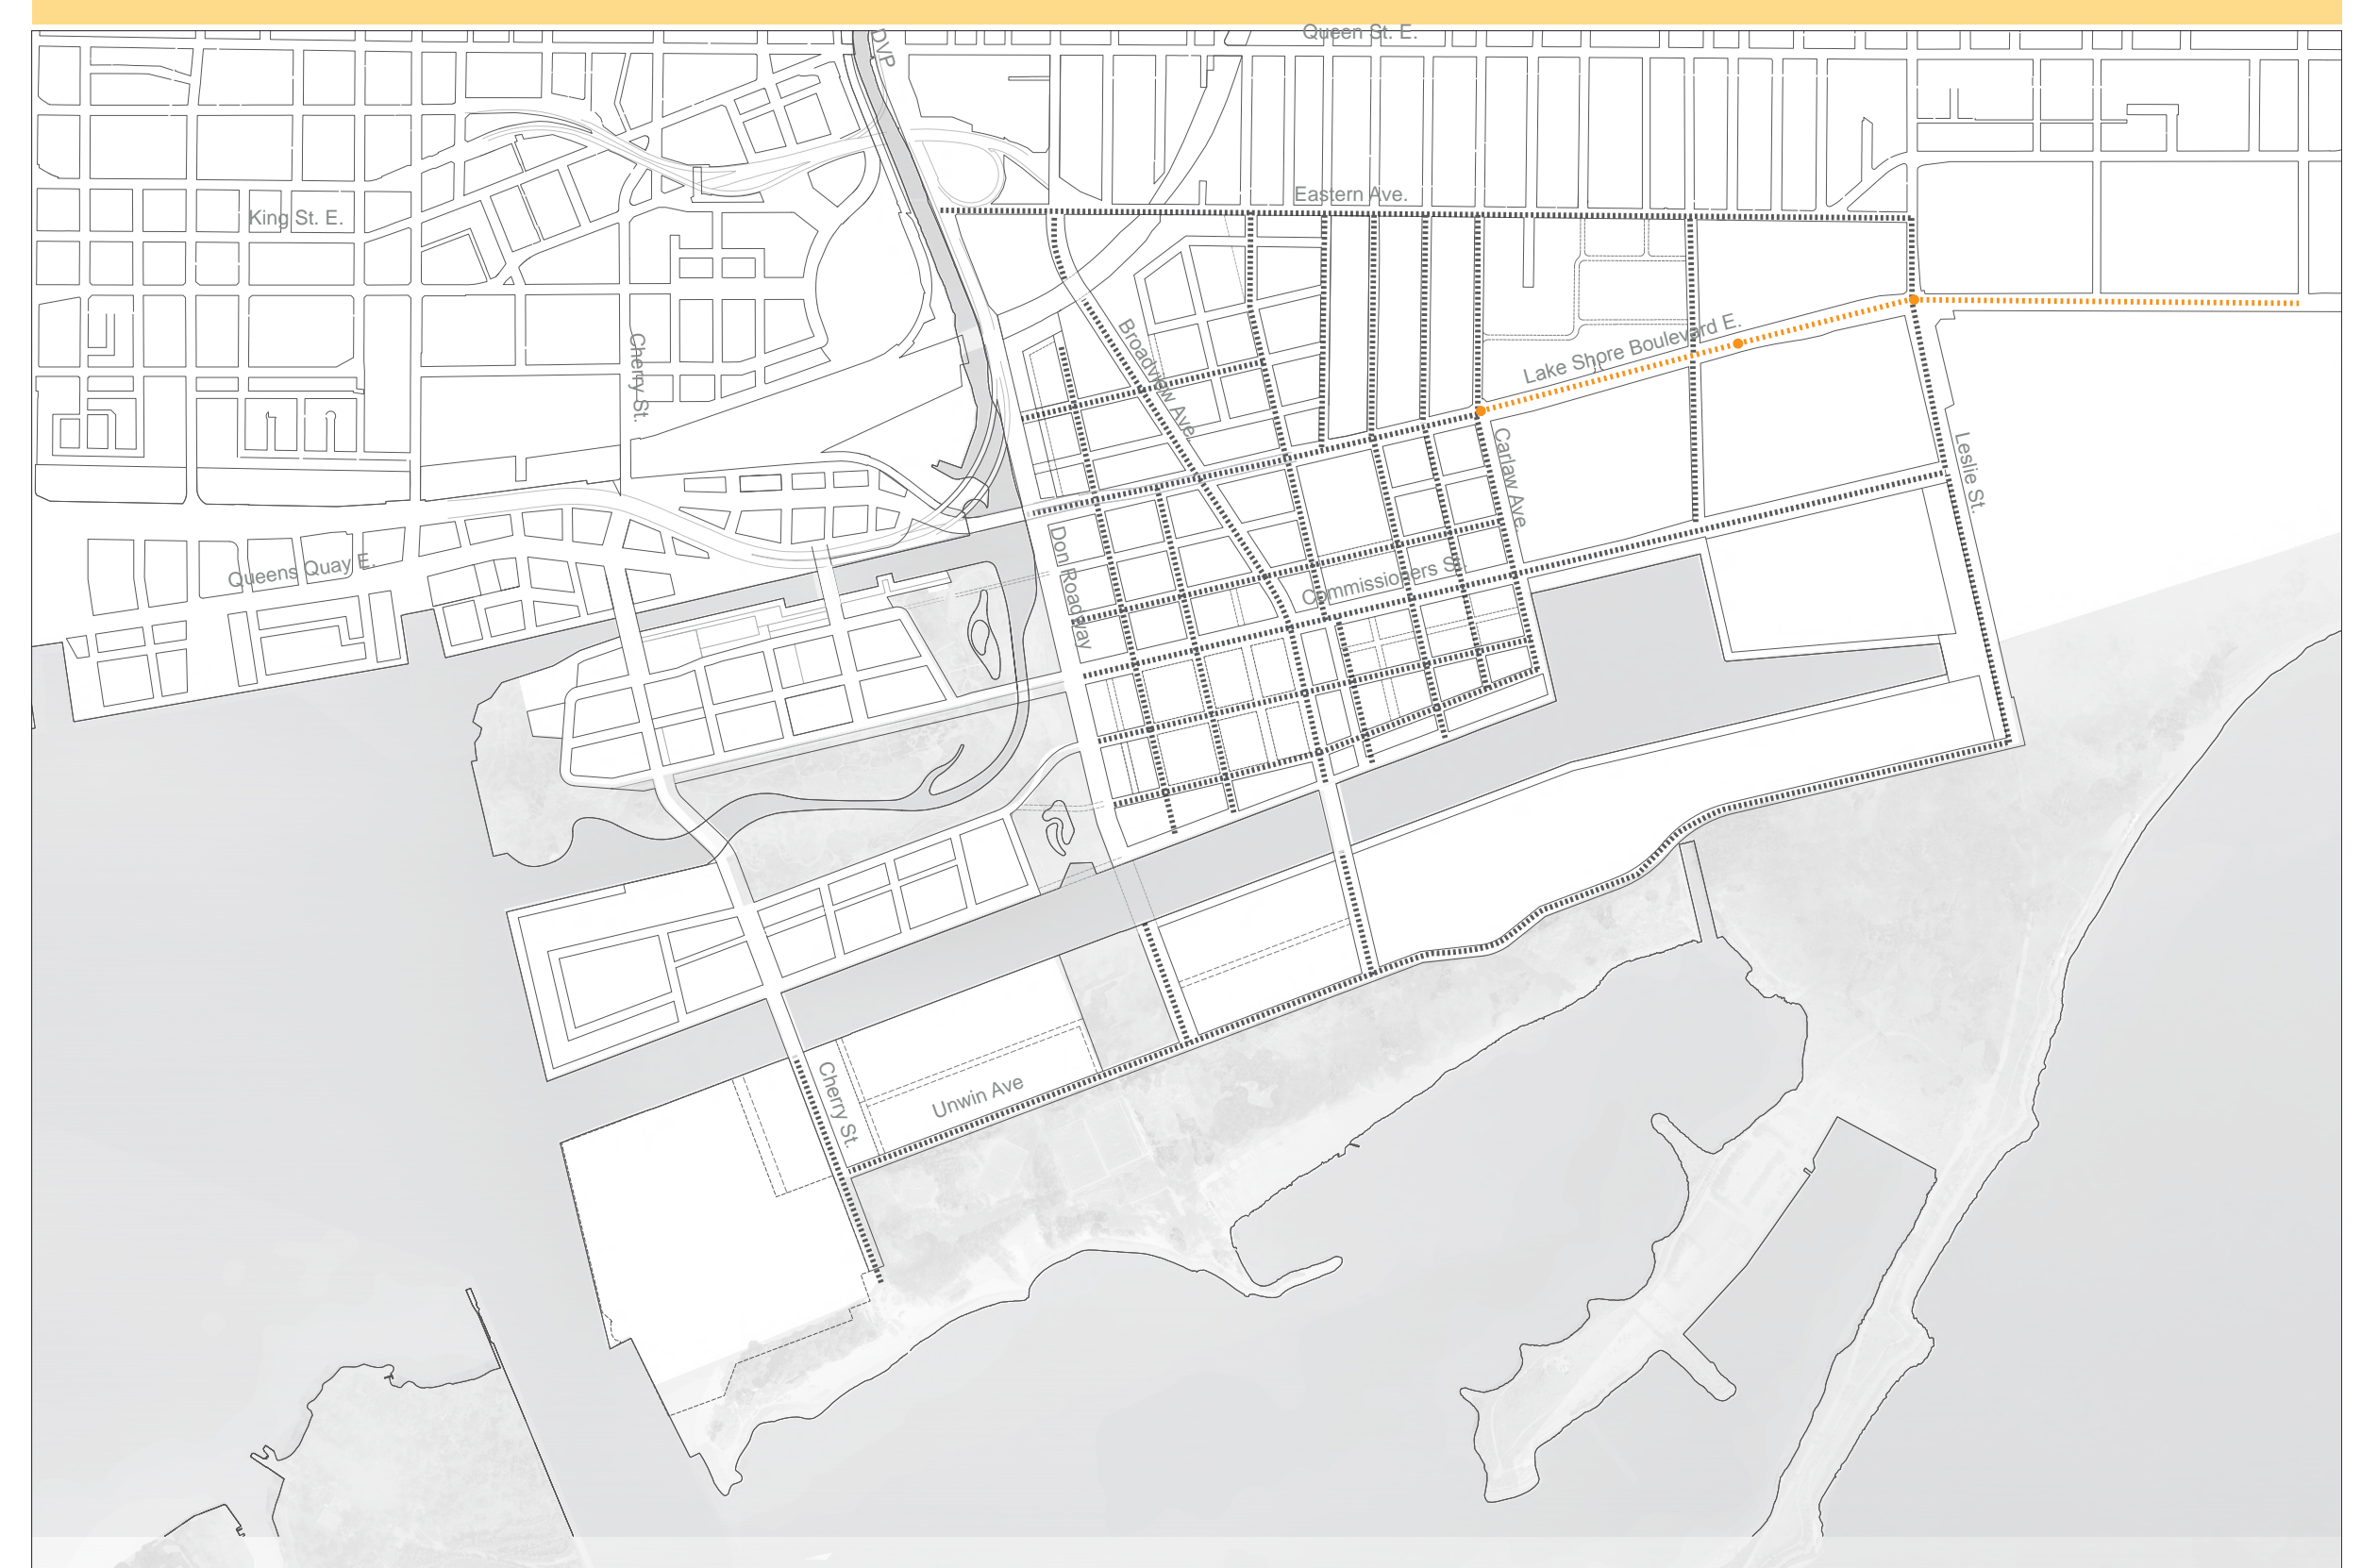 Queen St. E.
DVP
Eastern Ave.
King St. E.
Broadview Ave.
Lake Shore Boulevard E.
Cherry St.
Carlaw Ave.
Leslie St.
Don Roadway
Queens Quay E.
Commissioners St.
Cherry St.
Unwin Ave